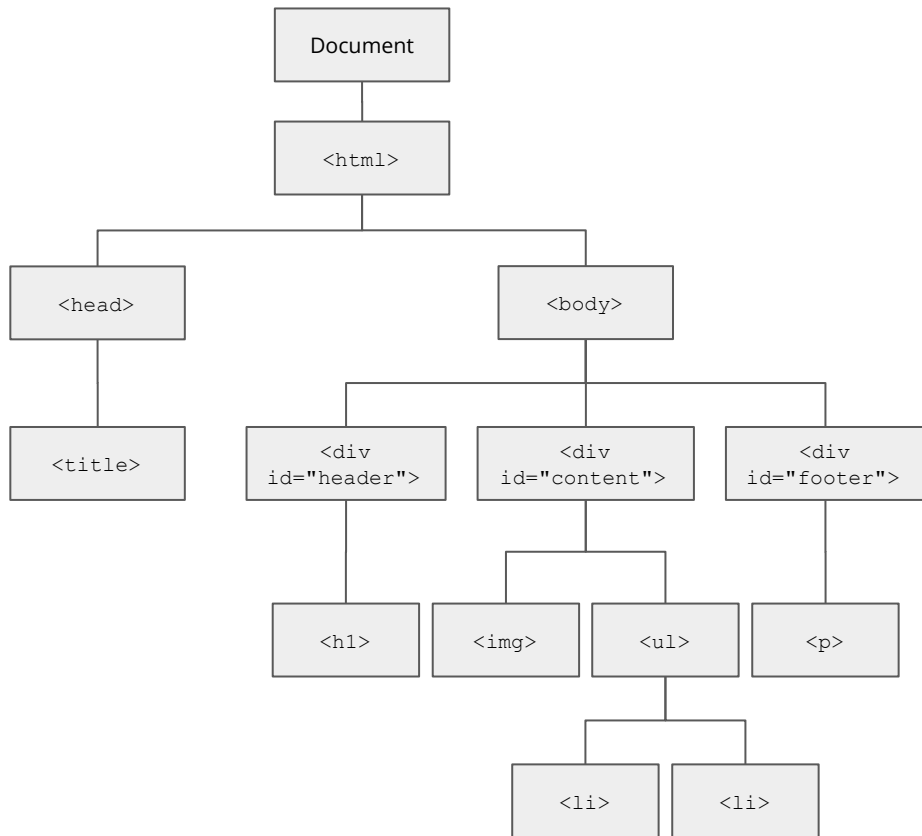 Document
<html>
<head>
<body>
<title>
<div
id="header">
<div
id="content">
<div
id="footer">
<h1>
<img>
<ul>
<p>
<li>
<li>